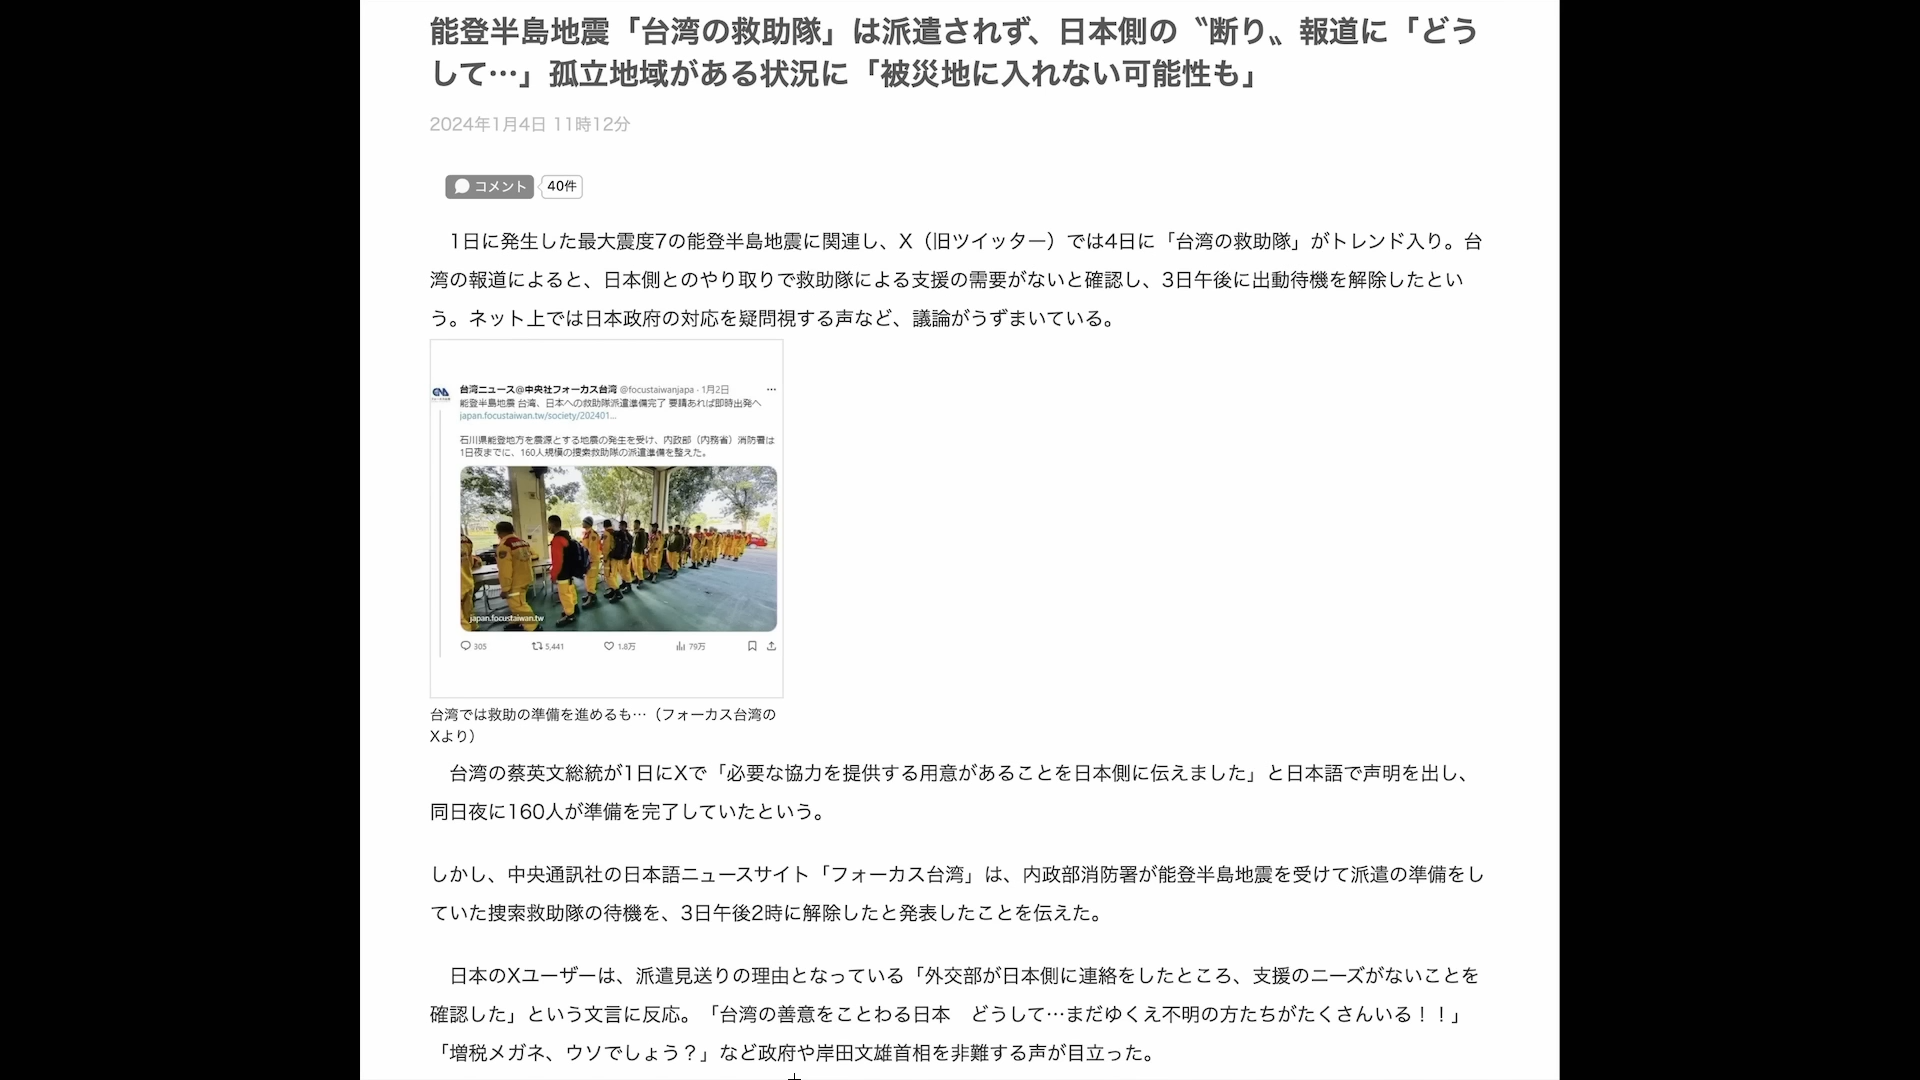 能登半島地震「台湾の救助隊」は派遣されず、日本側の〝断り〟報道に「どう
して…」孤立地域がある状況に「被災地に入れない可能性も」
2024年1月4日 11時12分
コメント 40件
1日に発生した最大震度7の能登半島地震に関連し、X（旧ツイッター）では4日に「台湾の救助隊」がトレンド入り。台
湾の報道によると、日本側とのやり取りで救助隊による支援の需要がないと確認し、3日午後に出動待機を解除したとい
う。ネット上では日本政府の対応を疑問視する声など、議論がうずまいている。
台湾ニュース@中央社フォーカス台湾 @focustaiwanjapa · 1月2日
能登半島地震 台湾、日本への救助隊派遣準備完了 要請あれば即時出発へ
japan.focustaiwan.tw/society/202401...
石川県能登地方を震源とする地震の発生を受け、内政部（内務省）消防署は
1日夜までに、160人規模の捜索救助隊の派遣準備を整えた。
japan.focustaiwan.tw
305 5,441 1.8万 79万
台湾では救助の準備を進めるも…（フォーカス台湾の
Xより）
台湾の蔡英文総統が1日にXで「必要な協力を提供する用意があることを日本側に伝えました」と日本語で声明を出し、
同日夜に160人が準備を完了していたという。
しかし、中央通訊社の日本語ニュースサイト「フォーカス台湾」は、内政部消防署が能登半島地震を受けて派遣の準備をし
ていた捜索救助隊の待機を、3日午後2時に解除したと発表したことを伝えた。
日本のXユーザーは、派遣見送りの理由となっている「外交部が日本側に連絡をしたところ、支援のニーズがないことを
確認した」という文言に反応。「台湾の善意をことわる日本　どうして…まだゆくえ不明の方たちがたくさんいる！！」
「増税メガネ、ウソでしょう？」など政府や岸田文雄首相を非難する声が目立った。